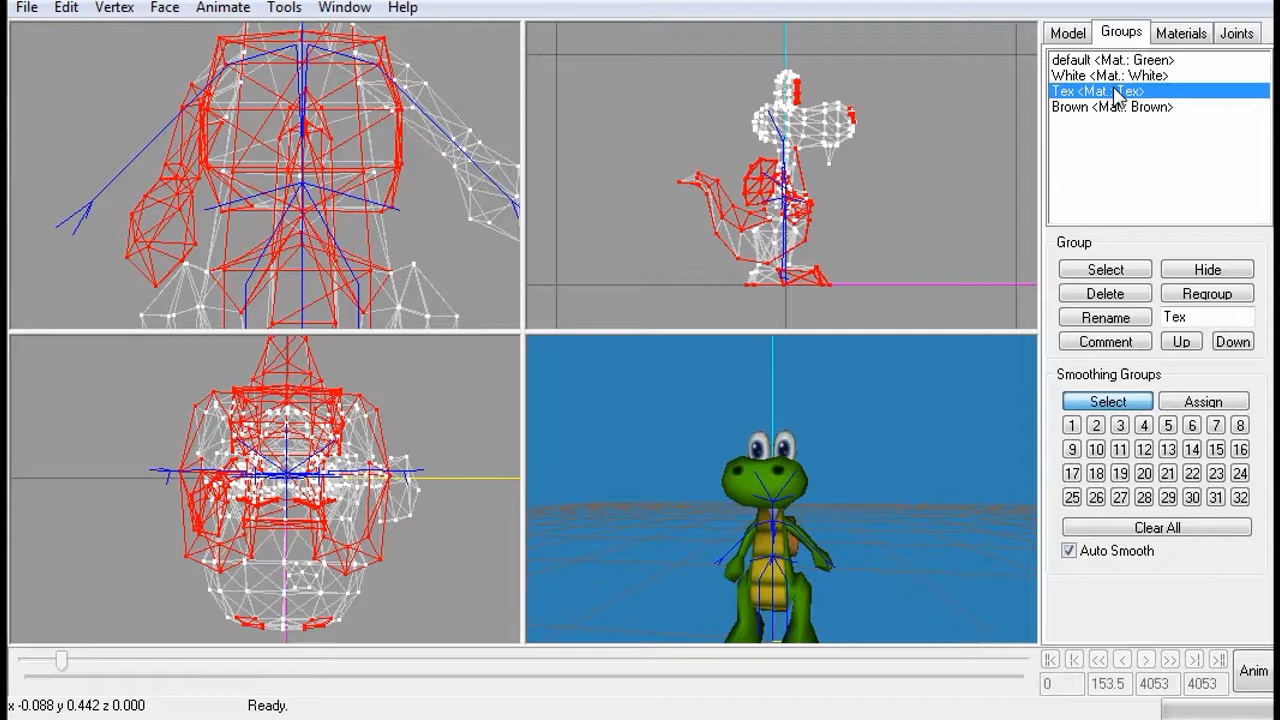 File Edit Vertex Face Animate Tools Window Help
Model Groups Materials Joints
default <Mat.: Green>
White <Mat.: White>
Tex <Mat.: Tex>
Brown <Mat.: Brown>
Group
Select Hide
Delete Regroup
Rename Tex
Comment Up Down
Smoothing Groups
Select Assign
1 2 3 4 5 6 7 8
9 10 11 12 13 14 15 16
17 18 19 20 21 22 23 24
25 26 27 28 29 30 31 32
Clear All
Auto Smooth
|< |< << < > >> >| >||
0 153.5 4053 4053 Anim
x -0.088 y 0.442 z 0.000 Ready.